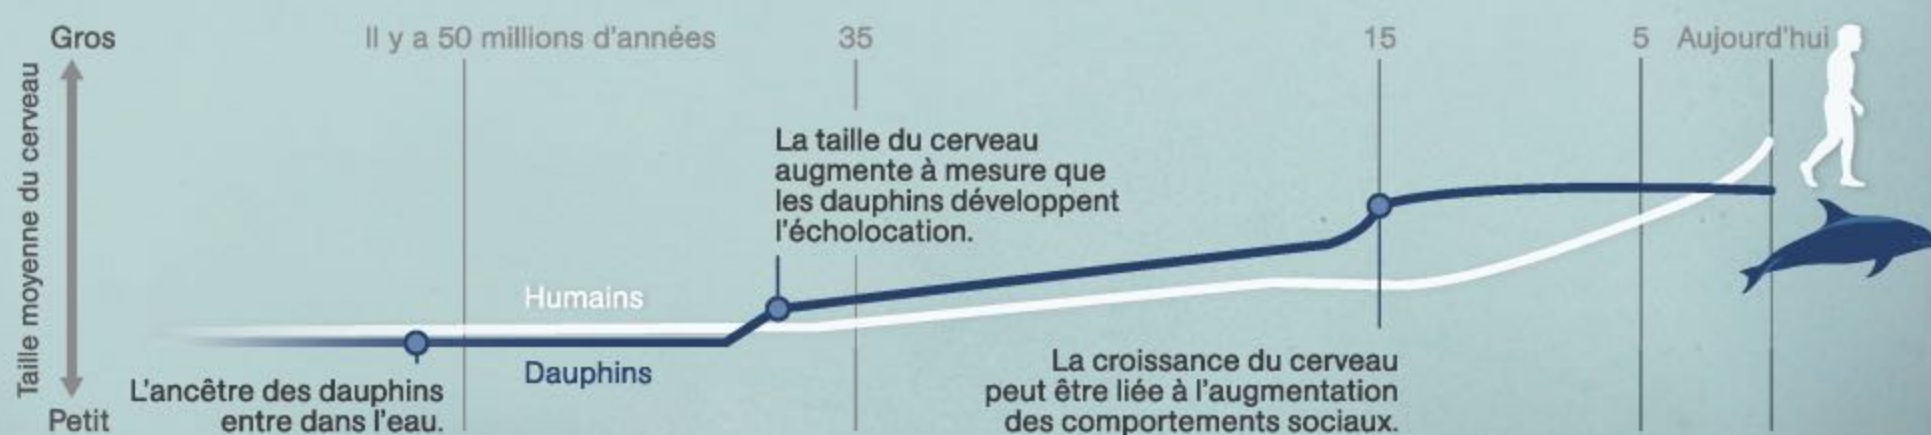 Gros
Il y a 50 millions d'années
35
15
5
Aujourd'hui
Taille moyenne du cerveau
La taille du cerveau
augmente à mesure que
les dauphins développent
l'écholocation.
Humains
Dauphins
L'ancêtre des dauphins
entre dans l'eau.
La croissance du cerveau
peut être liée à l'augmentation
des comportements sociaux.
Petit